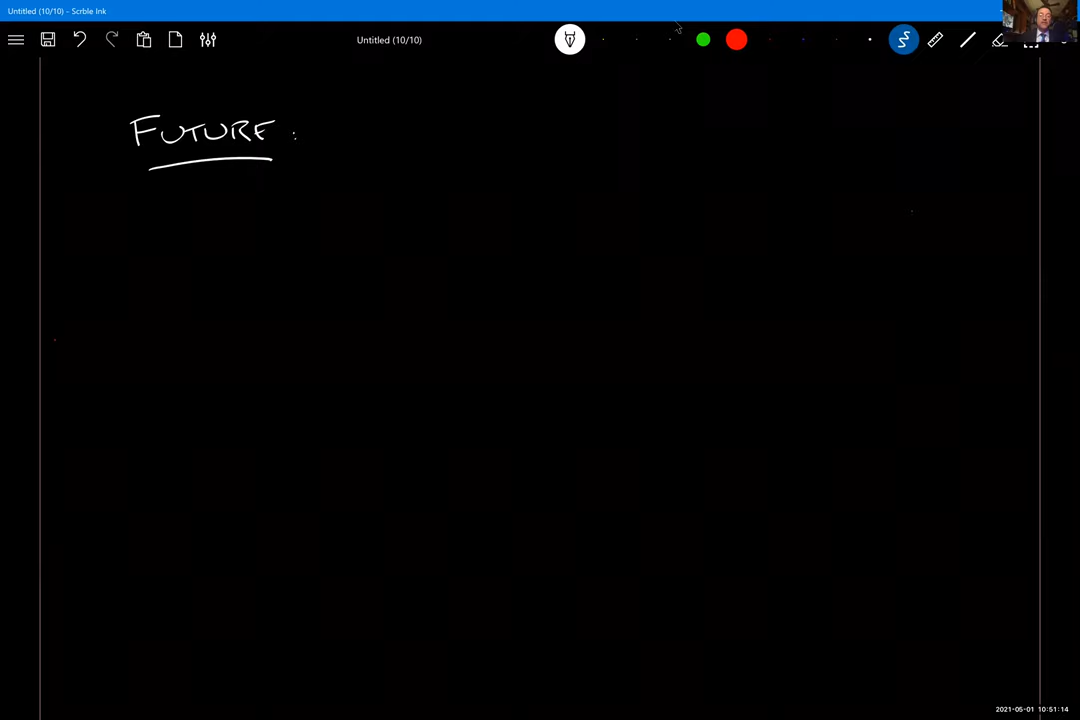 Untitled (10/10) - Scrble Ink
Untitled (10/10)
FUTURE:
2021-05-01 10:51:14